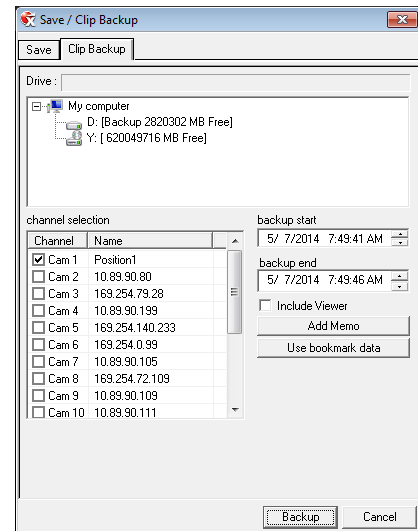 Save / Clip Backup
Save Clip Backup
Drive :
My computer
D: [Backup 2820302 MB Free]
Y: [ 620049716 MB Free]
channel selection
Channel Name
Cam 1 Position1
Cam 2 10.89.90.80
Cam 3 169.254.79.28
Cam 4 10.89.90.199
Cam 5 169.254.140.233
Cam 6 169.254.0.99
Cam 7 10.89.90.105
Cam 8 169.254.72.109
Cam 9 10.89.90.109
Cam 10 10.89.90.111
backup start
5/ 7/2014 7:49:41 AM
backup end
5/ 7/2014 7:49:46 AM
Include Viewer
Add Memo
Use bookmark data
Backup Cancel